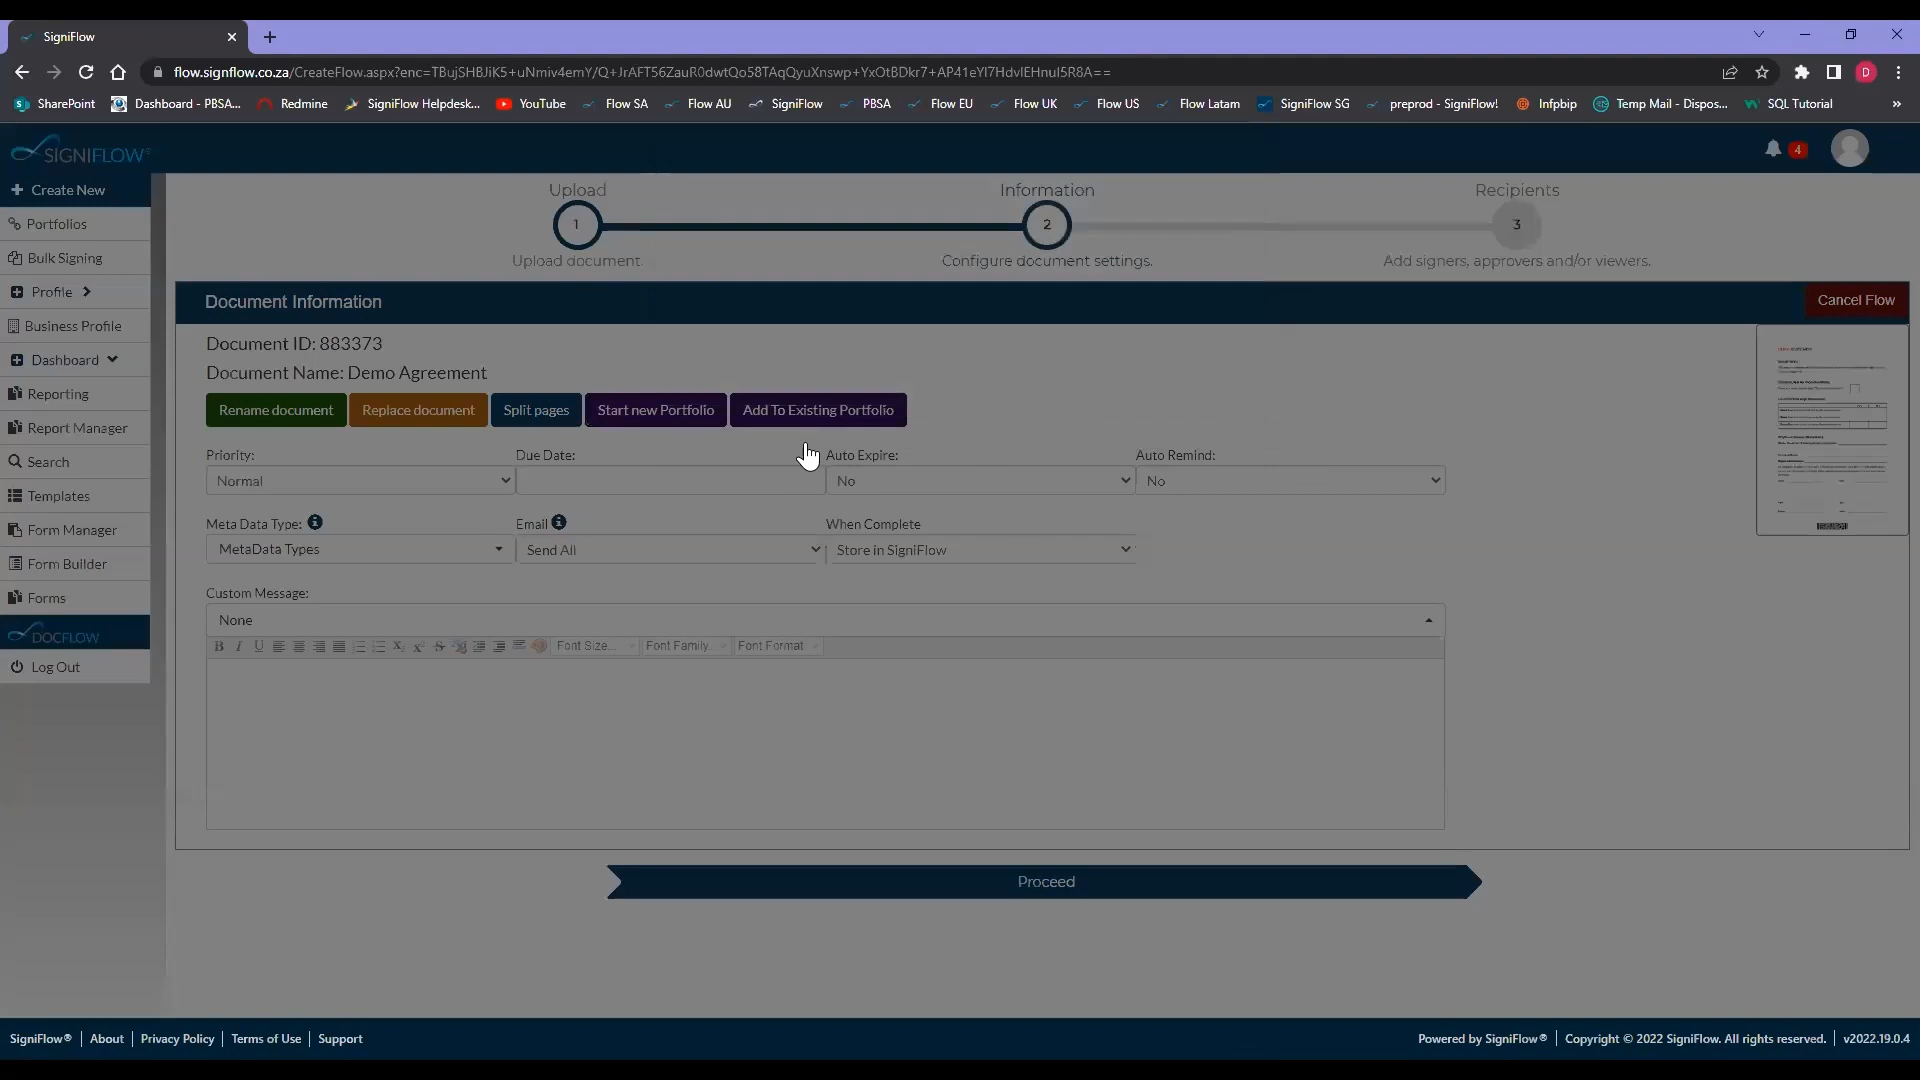 SigniFlow
flow.signflow.co.za/CreateFlow.aspx?enc=TBujSHBJiK5+uNmiv4emY/Q+JrAFT56ZauR0dwtQo58TAqQyuXnswp+YxOtBDkr7+AP41eYI7HdvIEHnuI5R8A==
D
SharePoint
Dashboard - PBSA...
Redmine
SigniFlow Helpdesk...
YouTube
Flow SA
Flow AU
SigniFlow
PBSA
Flow EU
Flow UK
Flow US
Flow Latam
SigniFlow SG
preprod - SigniFlow!
Infpbip
Temp Mail - Dispos...
SQL Tutorial
»
SIGNIFLOW®
4
Create New
Portfolios
Bulk Signing
Profile
Business Profile
Dashboard
Reporting
Report Manager
Search
Templates
Form Manager
Form Builder
Forms
DOCFLOW
Log Out
Upload
Information
Recipients
1
2
3
Upload document.
Configure document settings.
Add signers, approvers and/or viewers.
Document Information
Cancel Flow
Document ID: 883373
Document Name: Demo Agreement
Rename document
Replace document
Split pages
Start new Portfolio
Add To Existing Portfolio
Priority:
Due Date:
Auto Expire:
Auto Remind:
Normal
No
No
Meta Data Type:
Email
When Complete
MetaData Types
Send All
Store in SigniFlow
Custom Message:
None
B I U
Font Size...
Font Family.
Font Format
Proceed
SigniFlow® | About | Privacy Policy | Terms of Use | Support
Powered by SigniFlow® | Copyright © 2022 SigniFlow. All rights reserved. | v2022.19.0.4